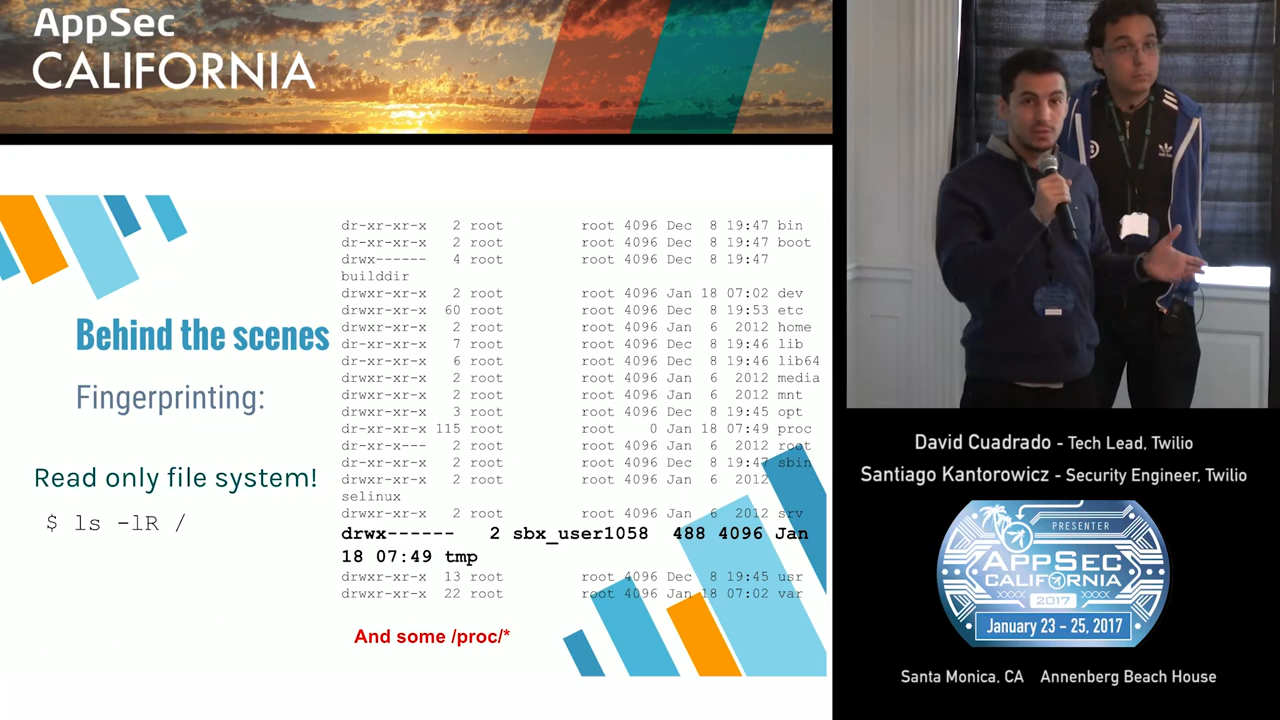 AppSec
CALIFORNIA
Behind the scenes
Fingerprinting:
Read only file system!
$ ls -lR /
dr-xr-xr-x 2 root root 4096 Dec 8 19:47 bin
dr-xr-xr-x 2 root root 4096 Dec 8 19:47 boot
drwx------ 4 root root 4096 Dec 8 19:47
builddir
drwxr-xr-x 2 root root 4096 Jan 18 07:02 dev
drwxr-xr-x 60 root root 4096 Dec 8 19:53 etc
drwxr-xr-x 2 root root 4096 Jan 6 2012 home
drwxr-xr-x 7 root root 4096 Dec 8 19:46 lib
drwxr-xr-x 6 root root 4096 Dec 8 19:46 lib64
drwxr-xr-x 2 root root 4096 Jan 6 2012 media
drwxr-xr-x 2 root root 4096 Jan 6 2012 mnt
drwxr-xr-x 3 root root 4096 Dec 8 19:45 opt
dr-xr-xr-x 115 root root 0 Jan 18 07:49 proc
dr-xr-x--- 2 root root 4096 Jan 6 2012 root
dr-xr-xr-x 2 root root 4096 Dec 8 19:47 sbin
drwxr-xr-x 2 root root 4096 Jan 6 2012
selinux
drwxr-xr-x 2 root root 4096 Jan 6 2012 srv
drwx------ 2 sbx_user1058 488 4096 Jan
18 07:49 tmp
drwxr-xr-x 13 root root 4096 Dec 8 19:45 usr
drwxr-xr-x 22 root root 4096 Jan 18 07:02 var
And some /proc/*
David Cuadrado - Tech Lead, Twilio
Santiago Kantorowicz - Security Engineer, Twilio
PRESENTER
APPSEC
CALIFORNIA
2017
January 23 - 25, 2017
Santa Monica, CA Annenberg Beach House